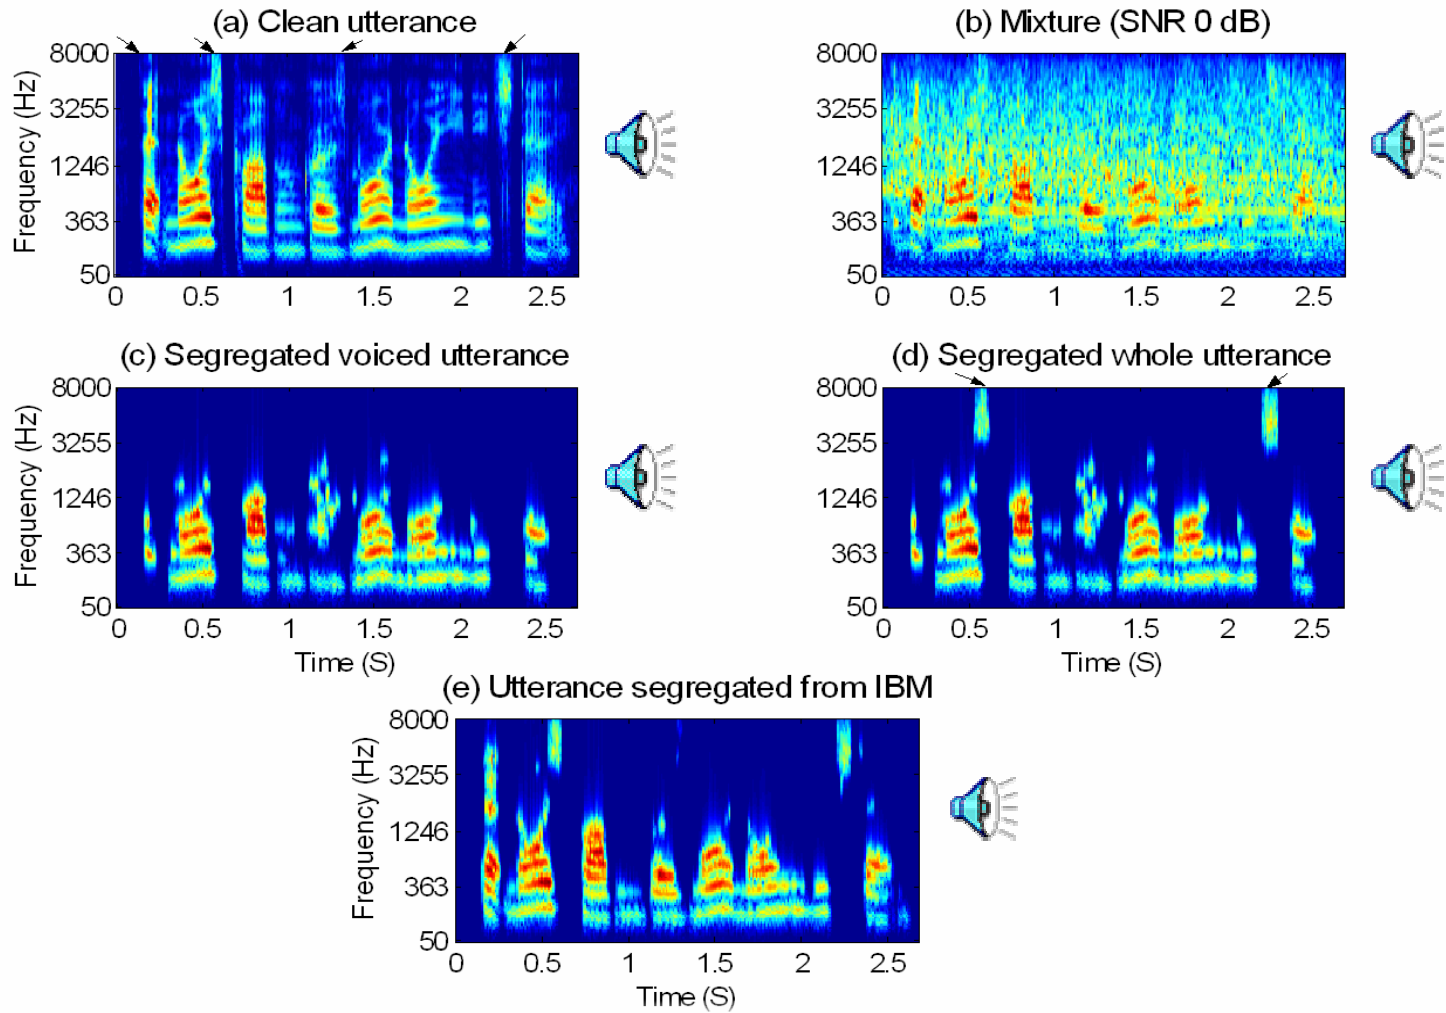 (a) Clean utterance
(b) Mixture (SNR 0 dB)
Frequency (Hz)
8000
3255
1246
363
50
0 0.5 1 1.5 2 2.5
8000
3255
1246
363
50
0 0.5 1 1.5 2 2.5
(c) Segregated voiced utterance
(d) Segregated whole utterance
Frequency (Hz)
8000
3255
1246
363
50
0 0.5 1 1.5 2 2.5
Time (S)
8000
3255
1246
363
50
0 0.5 1 1.5 2 2.5
Time (S)
(e) Utterance segregated from IBM
Frequency (Hz)
8000
3255
1246
363
50
0 0.5 1 1.5 2 2.5
Time (S)